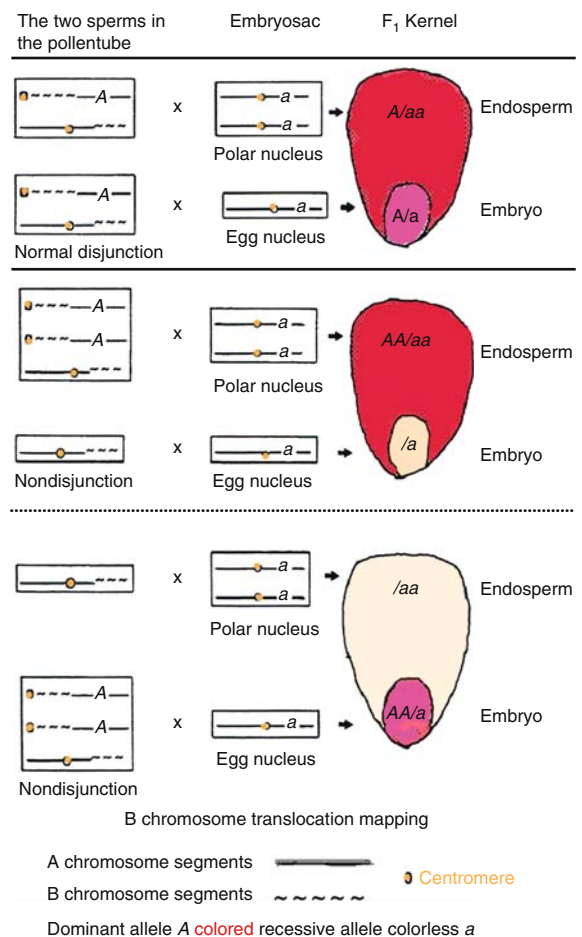 The two sperms in
the pollentube
Embryosac
F₁ Kernel
A
x
a
a
A/aa
Endosperm
Polar nucleus
A
x
a
A/a
Embryo
Normal disjunction
Egg nucleus
A
A
x
a
a
AA/aa
Endosperm
Polar nucleus
x
a
/a
Embryo
Nondisjunction
Egg nucleus
x
a
a
/aa
Endosperm
Polar nucleus
A
A
x
a
AA/a
Embryo
Egg nucleus
Nondisjunction
B chromosome translocation mapping
A chromosome segments
Centromere
B chromosome segments
Dominant allele A colored recessive allele colorless a